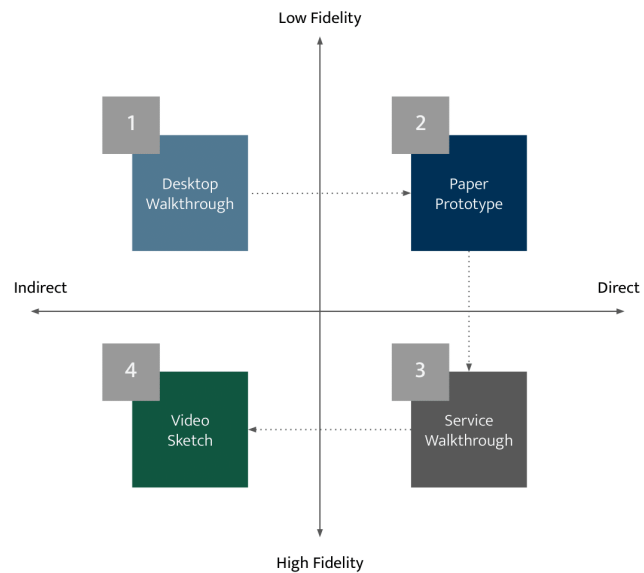 Low Fidelity
1
2
Desktop
Walkthrough
Paper
Prototype
Indirect
Direct
4
3
Video
Sketch
Service
Walkthrough
High Fidelity